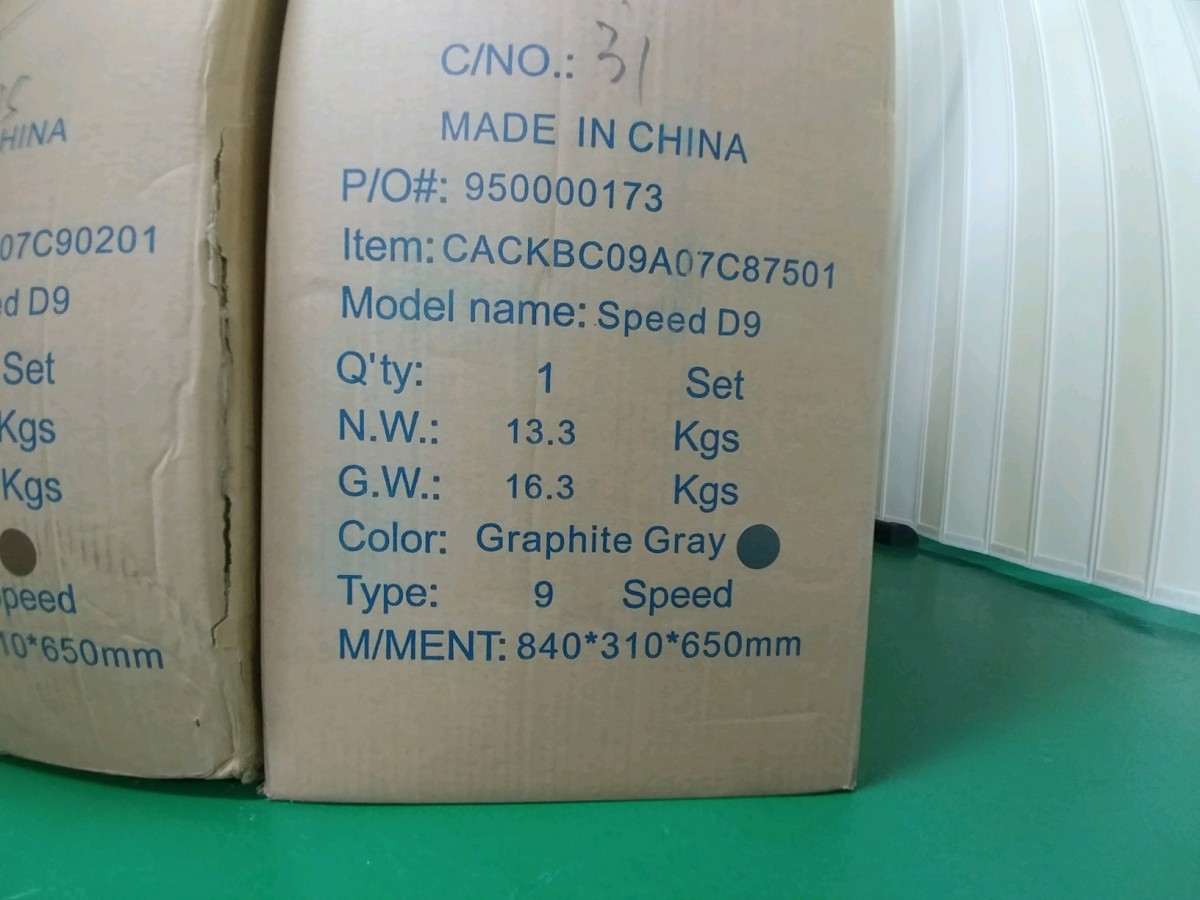 C/NO.: 31
MADE IN CHINA
P/O#: 950000173
Item: CACKBC09A07C87501
Model name: Speed D9
Q'ty: 1 Set
N.W.: 13.3 Kgs
G.W.: 16.3 Kgs
Color: Graphite Gray
Type: 9 Speed
M/MENT: 840*310*650mm
HINA
07C90201
ed D9
Set
Kgs
Kgs
peed
10*650mm